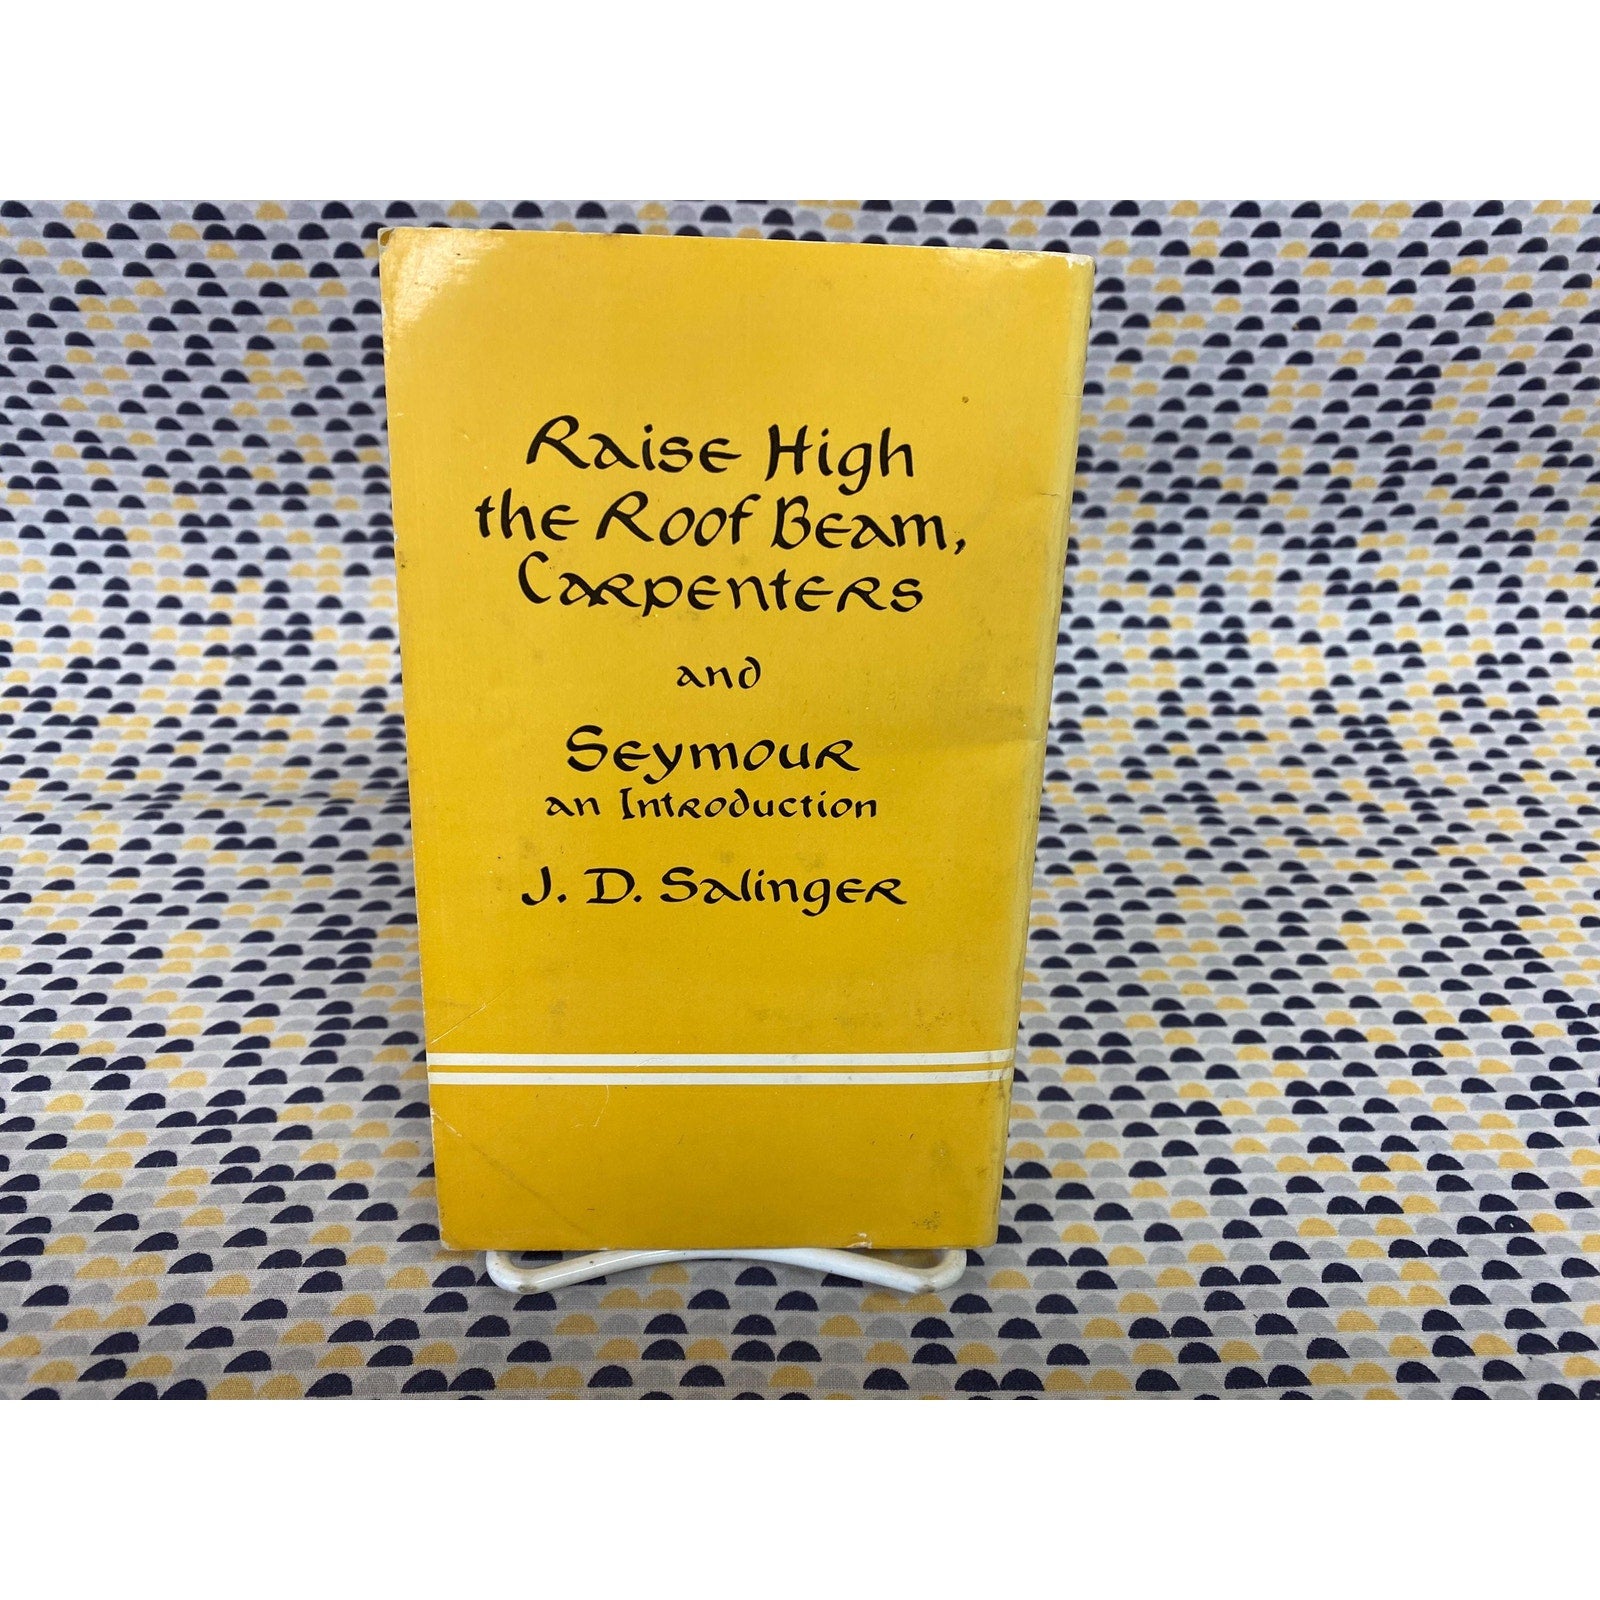 Raise High
the Roof Beam,
Carpenters
and
Seymour
an Introduction
J. D. Salinger